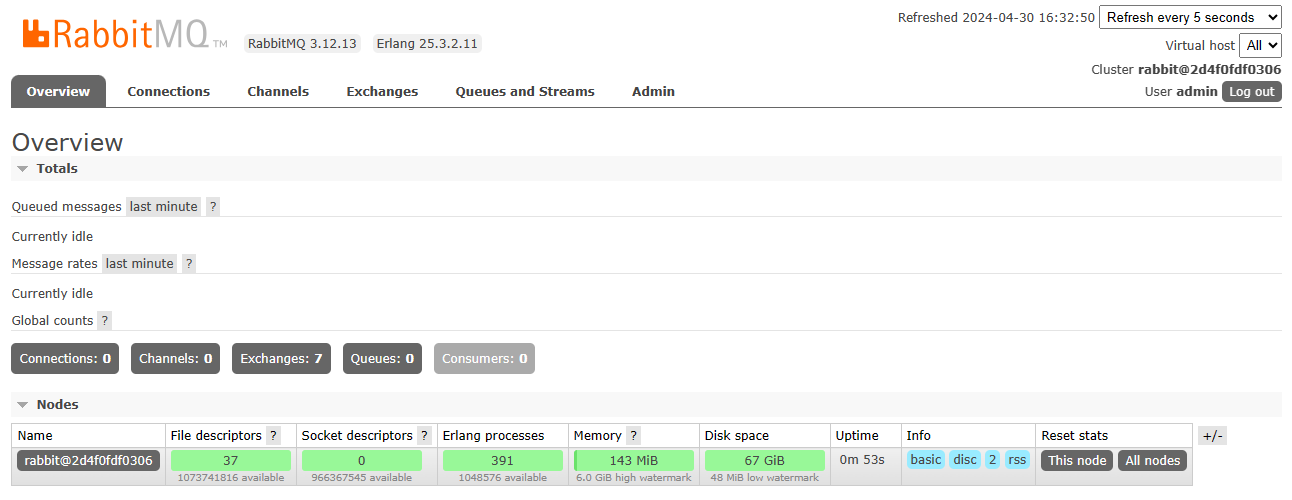 RabbitMQ TM RabbitMQ 3.12.13 Erlang 25.3.2.11
Refreshed 2024-04-30 16:32:50 Refresh every 5 seconds
Virtual host All
Cluster rabbit@2d4f0fdf0306
User admin Log out
Overview Connections Channels Exchanges Queues and Streams Admin
Overview
Totals
Queued messages last minute ?
Currently idle
Message rates last minute ?
Currently idle
Global counts ?
Connections: 0 Channels: 0 Exchanges: 7 Queues: 0 Consumers: 0
Nodes
Name File descriptors ? Socket descriptors ? Erlang processes Memory ? Disk space Uptime Info Reset stats +/-
rabbit@2d4f0fdf0306 37 0 391 143 MiB 67 GiB 0m 53s basic disc 2 rss This node All nodes
1073741816 available 966367545 available 1048576 available 6.0 GiB high watermark 48 MiB low watermark